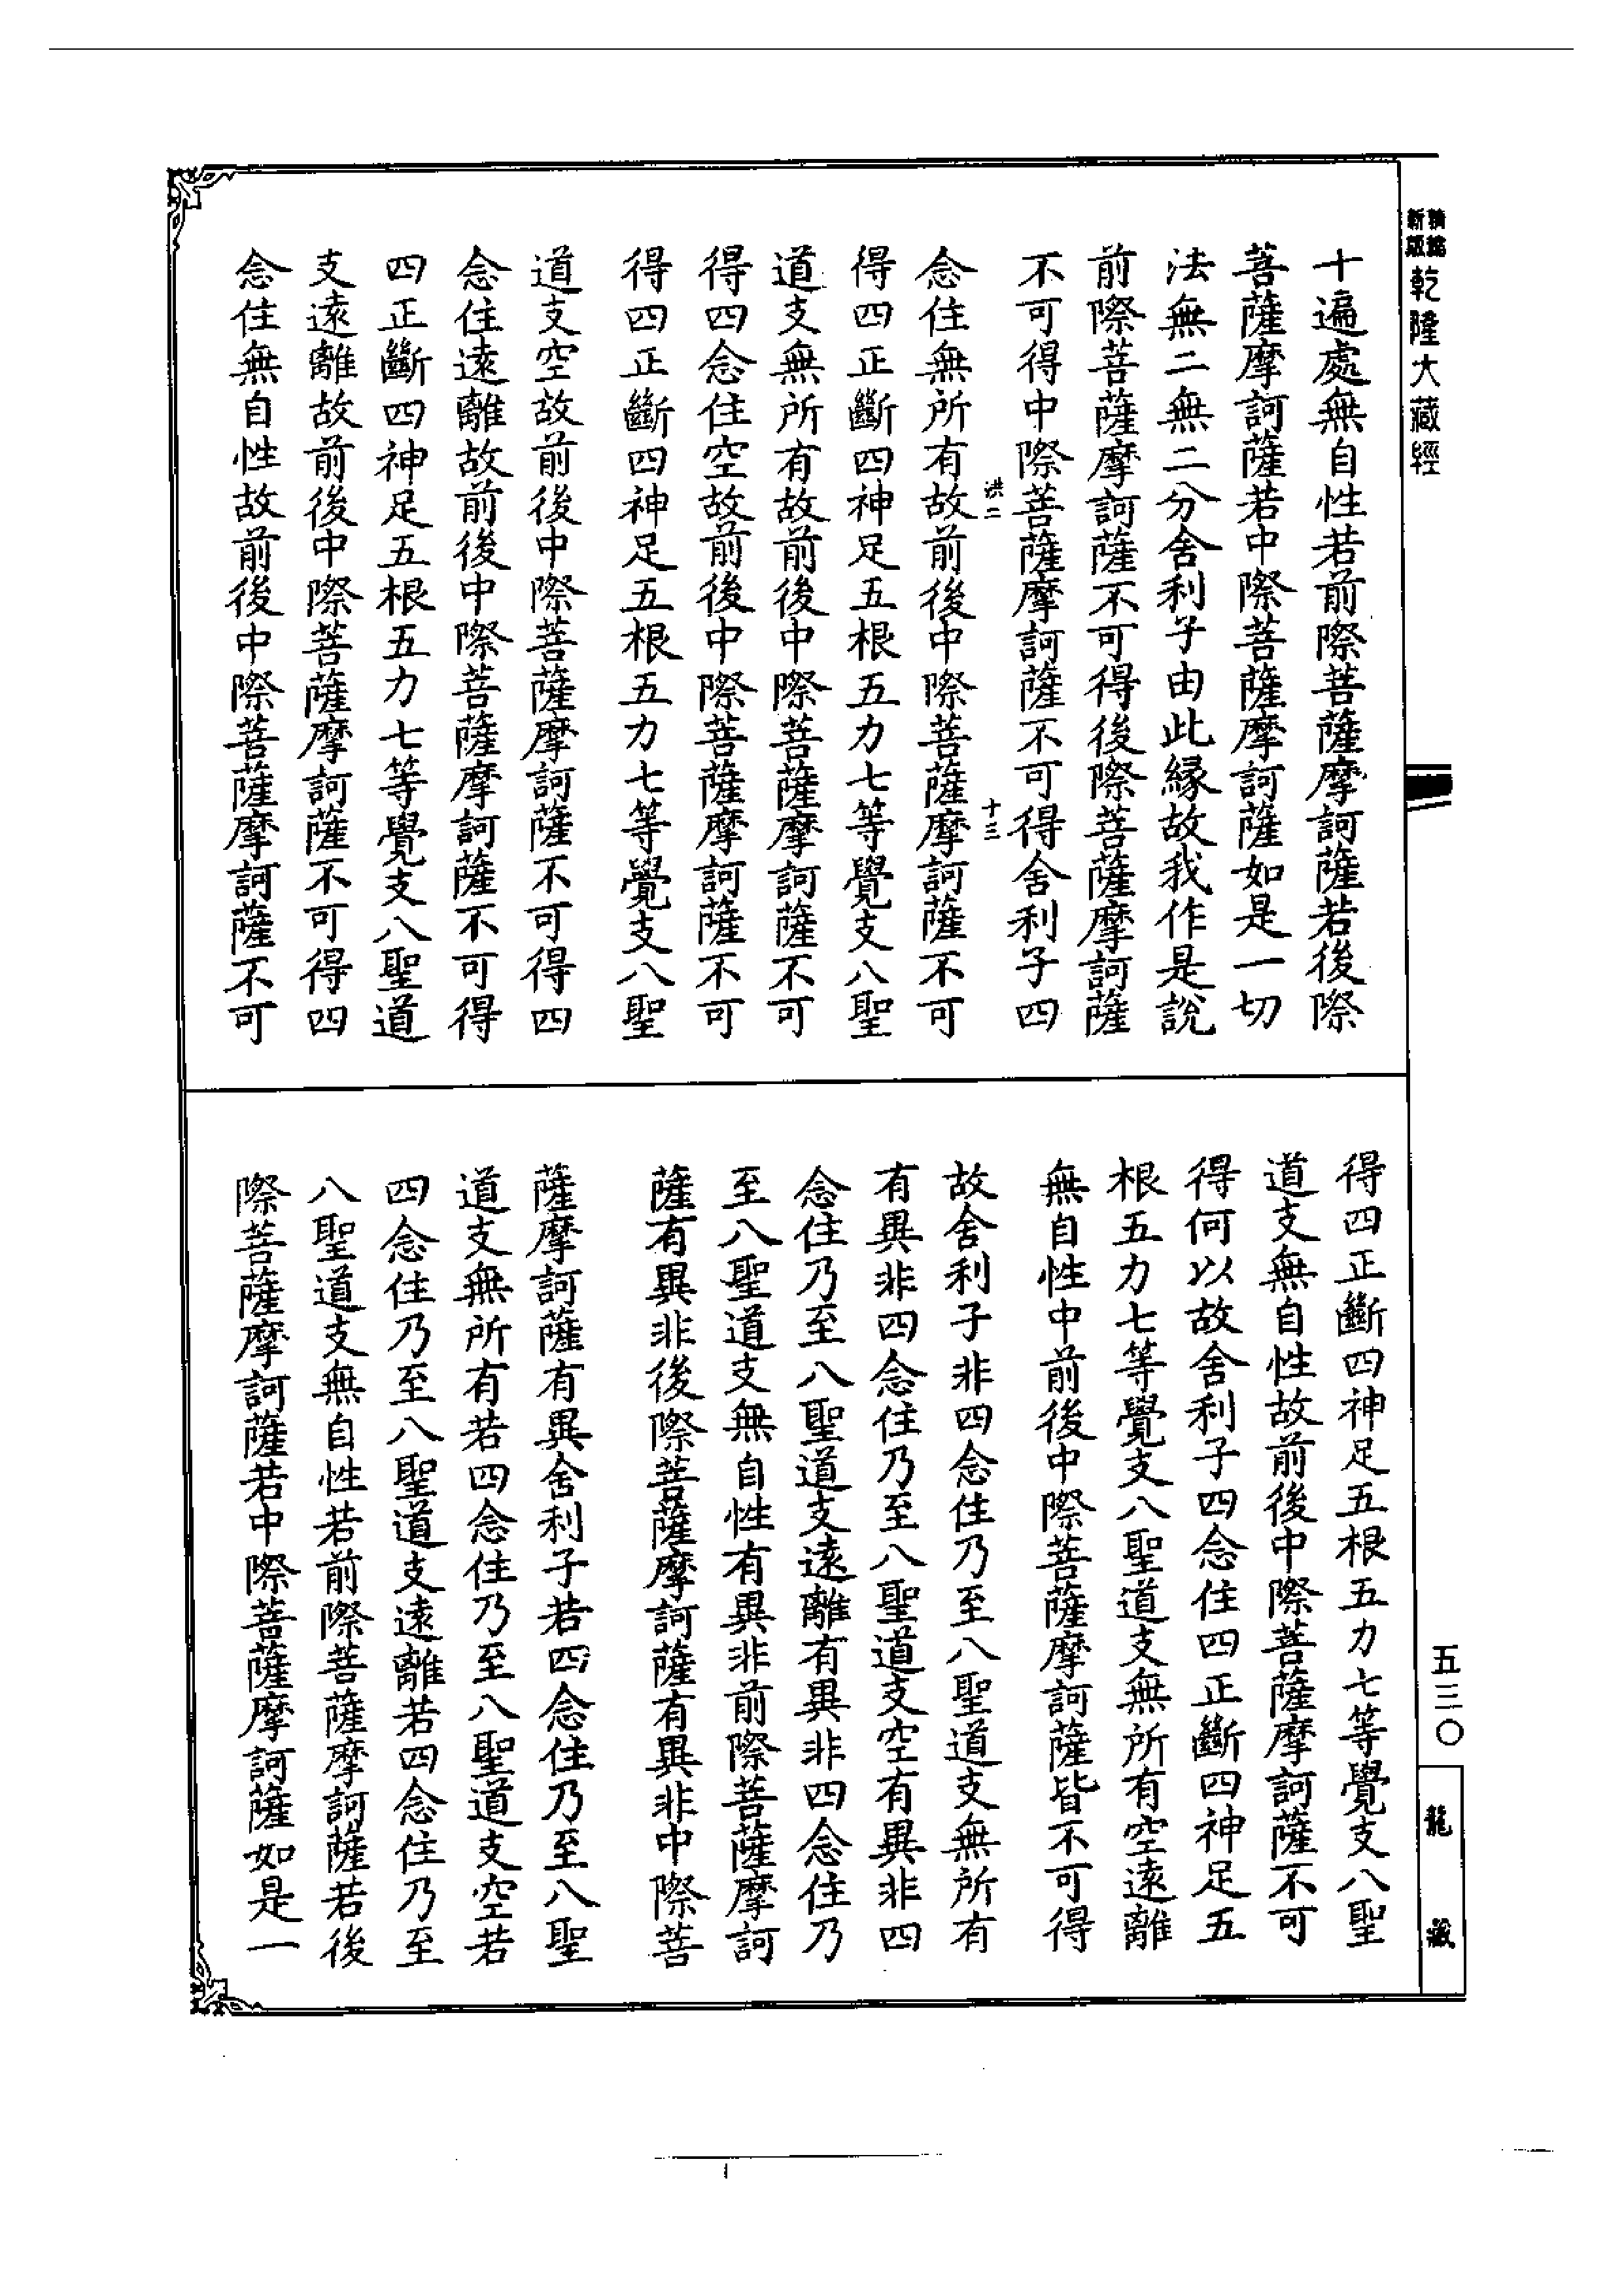 新版
精縮
乾隆大藏經
十遍處無自性若前際菩薩摩訶薩若後際
菩薩摩訶薩若中際菩薩摩訶薩如是一切
法無二無二分舍利子由此緣故我作是說
前際菩薩摩訶薩不可得後際菩薩摩訶薩
不可得中際菩薩摩訶薩不可得舍利子四
洪二
十三
念住無所有故前後中際菩薩摩訶薩不可
得四正斷四神足五根五力七等覺支八聖
道支無所有故前後中際菩薩摩訶薩不可
得四念住空故前後中際菩薩摩訶薩不可
得四正斷四神足五根五力七等覺支八聖
道支空故前後中際菩薩摩訶薩不可得四
念住遠離故前後中際菩薩摩訶薩不可得
四正斷四神足五根五力七等覺支八聖道
支遠離故前後中際菩薩摩訶薩不可得四
念住無自性故前後中際菩薩摩訶薩不可
得四正斷四神足五根五力七等覺支八聖
道支無自性故前後中際菩薩摩訶薩不可
得何以故舍利子四念住四正斷四神足五
根五力七等覺支八聖道支無所有空遠離
無自性中前後中際菩薩摩訶薩皆不可得
故舍利子非四念住乃至八聖道支無所有
有異非四念住乃至八聖道支空有異非四
念住乃至八聖道支遠離有異非四念住乃
至八聖道支無自性有異非前際菩薩摩訶
薩有異非後際菩薩摩訶薩有異非中際菩
薩摩訶薩有異舍利子若四念住乃至八聖
道支無所有若四念住乃至八聖道支空若
四念住乃至八聖道支遠離若四念住乃至
八聖道支無自性若前際菩薩摩訶薩若後
際菩薩摩訶薩若中際菩薩摩訶薩如是一
五三〇
龍藏